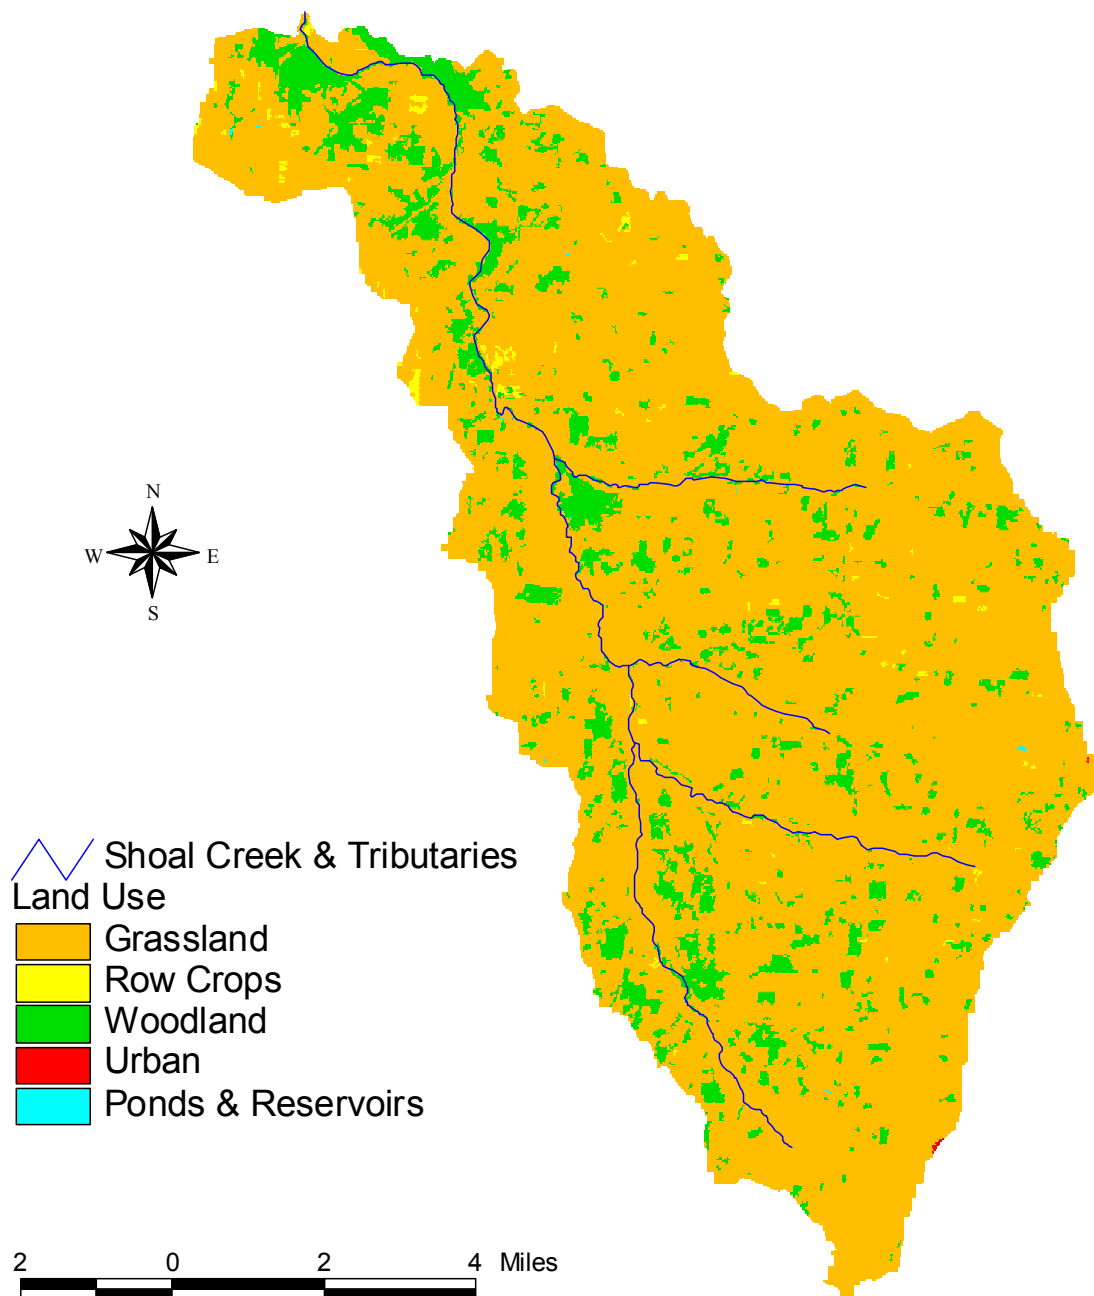 N
W E
S
Shoal Creek & Tributaries
Land Use
Grassland
Row Crops
Woodland
Urban
Ponds & Reservoirs
2 0 2 4 Miles